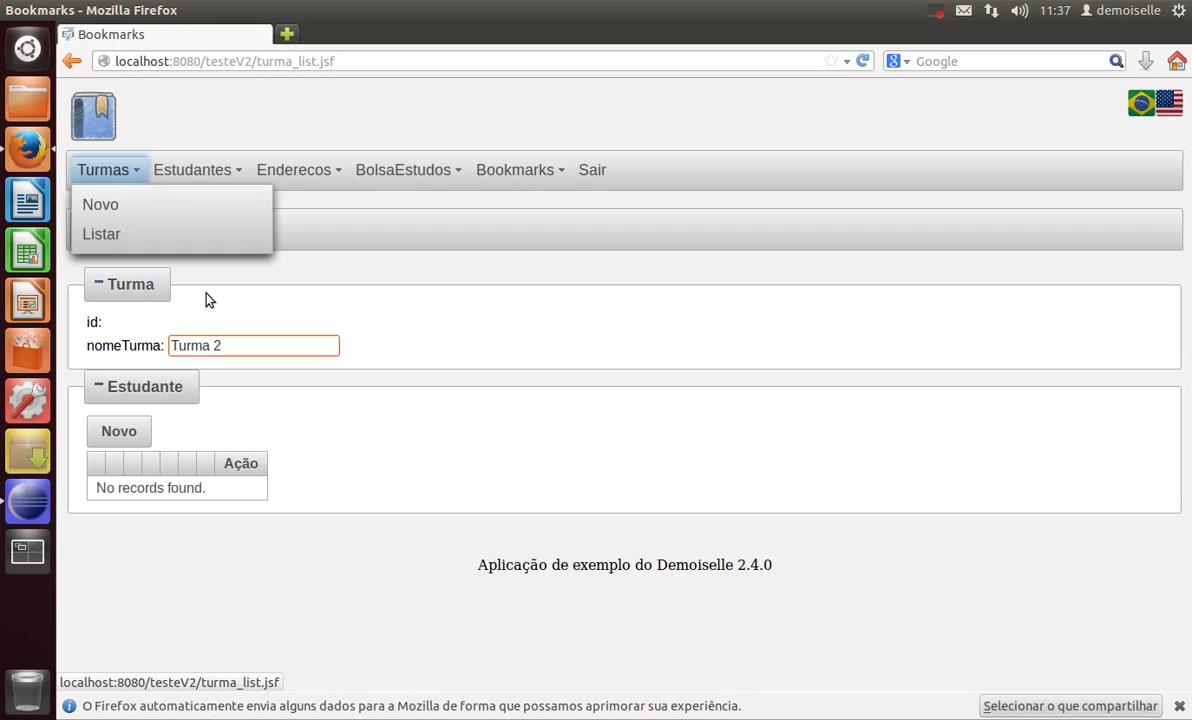 Bookmarks - Mozilla Firefox
11:37 demoiselle
Bookmarks
localhost:8080/testeV2/turma_list.jsf
Google
Turmas Estudantes Enderecos BolsaEstudos Bookmarks Sair
Novo
Listar
Turma
id:
nomeTurma: Turma 2
Estudante
Novo
Ação
No records found.
Aplicação de exemplo do Demoiselle 2.4.0
localhost:8080/testeV2/turma_list.jsf
O Firefox automaticamente envia alguns dados para a Mozilla de forma que possamos aprimorar sua experiência.
Selecionar o que compartilhar